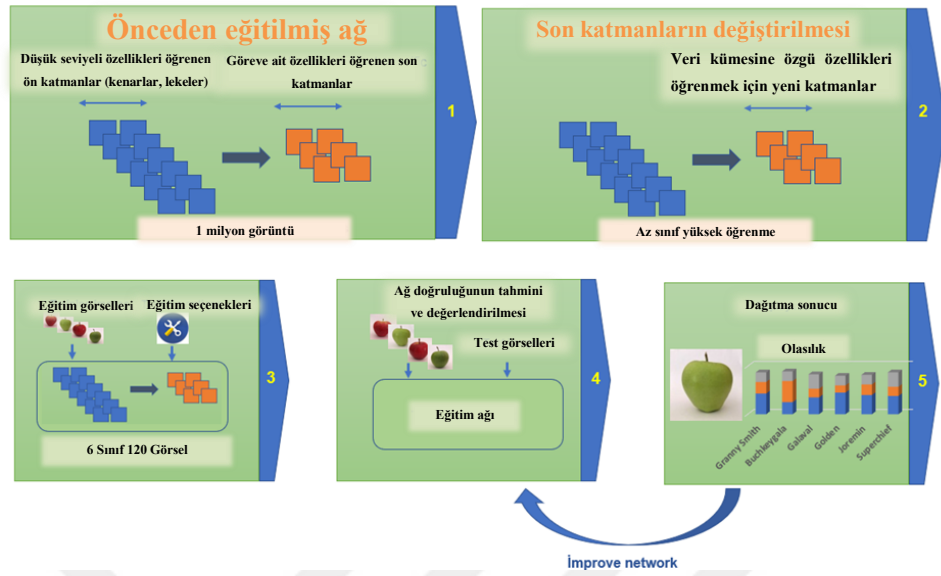 Önceden eğitilmiş ağ
Düşük seviyeli özellikleri öğrenen
ön katmanlar (kenarlar, lekeler)
Göreve ait özellikleri öğrenen son
katmanlar
1 milyon görüntü
1
Son katmanların değiştirilmesi
Veri kümesine özgü özellikleri
öğrenmek için yeni katmanlar
Az sınıf yüksek öğrenme
2
Eğitim görselleri
Eğitim seçenekleri
6 Sınıf 120 Görsel
3
Ağ doğruluğunun tahmini
ve değerlendirilmesi
Test görselleri
Eğitim ağı
4
Dağıtma sonucu
Olasılık
Granny Smith
Buchkeygala
Galaval
Golden
Joremin
Superchief
5
İmprove network